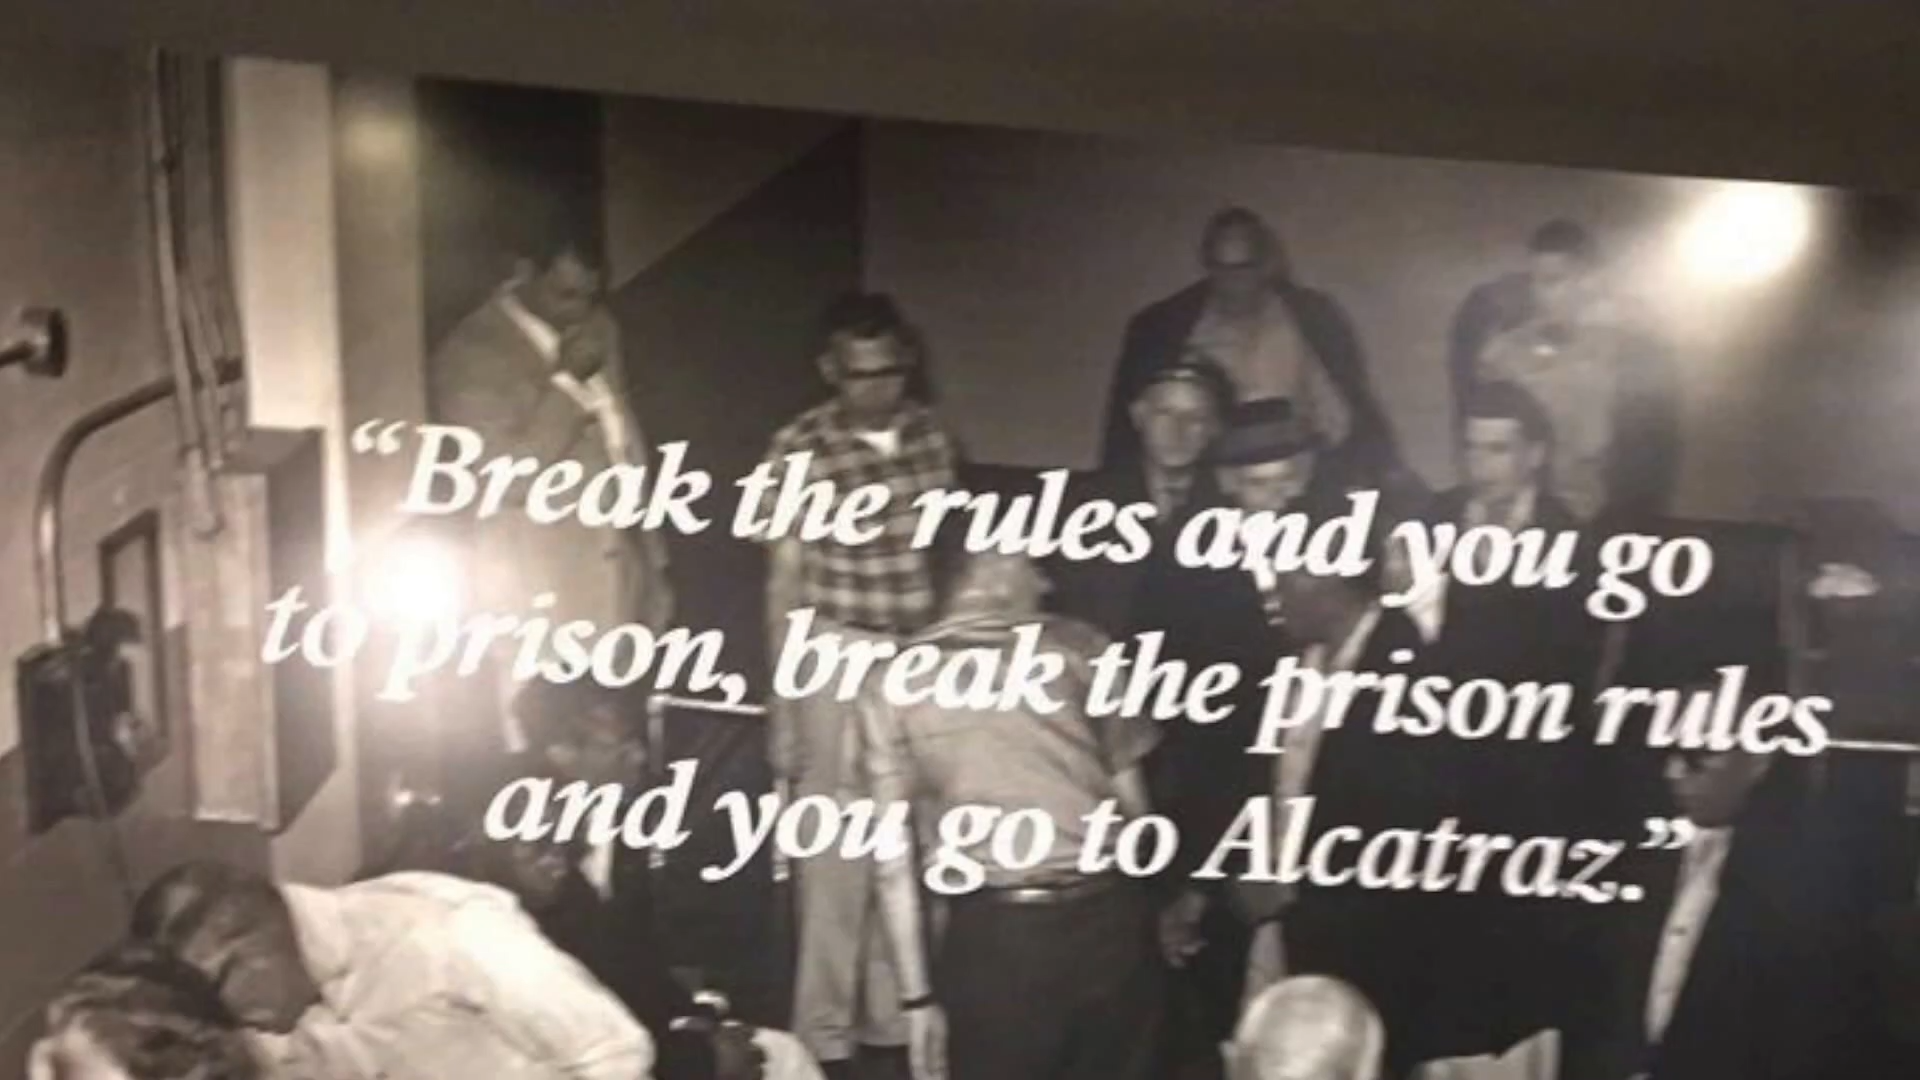 “Break the rules and you go
to prison, break the prison rules
and you go to Alcatraz.”